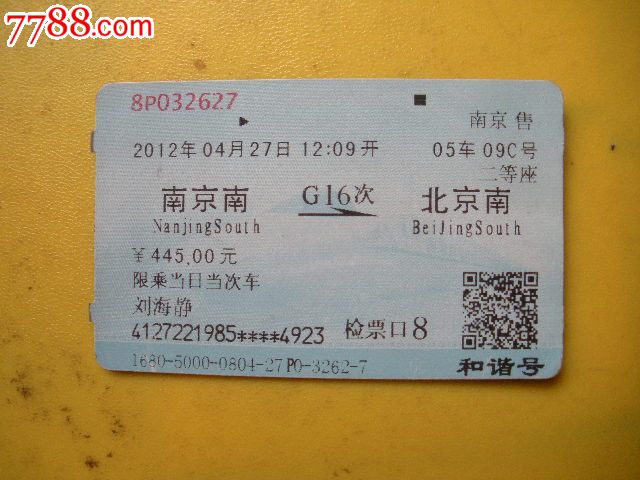 7788.com
8P032627
南京 售
2012年 04月 27日 12:09开 05车 09C号
二等座
南京南 G16次 北京南
NanjingSouth BeiJingSouth
￥445.00元
限乘当日当次车
刘海静
4127221985****4923 检票口8
1680-5000-0804-27 P0-3262-7 和谐号